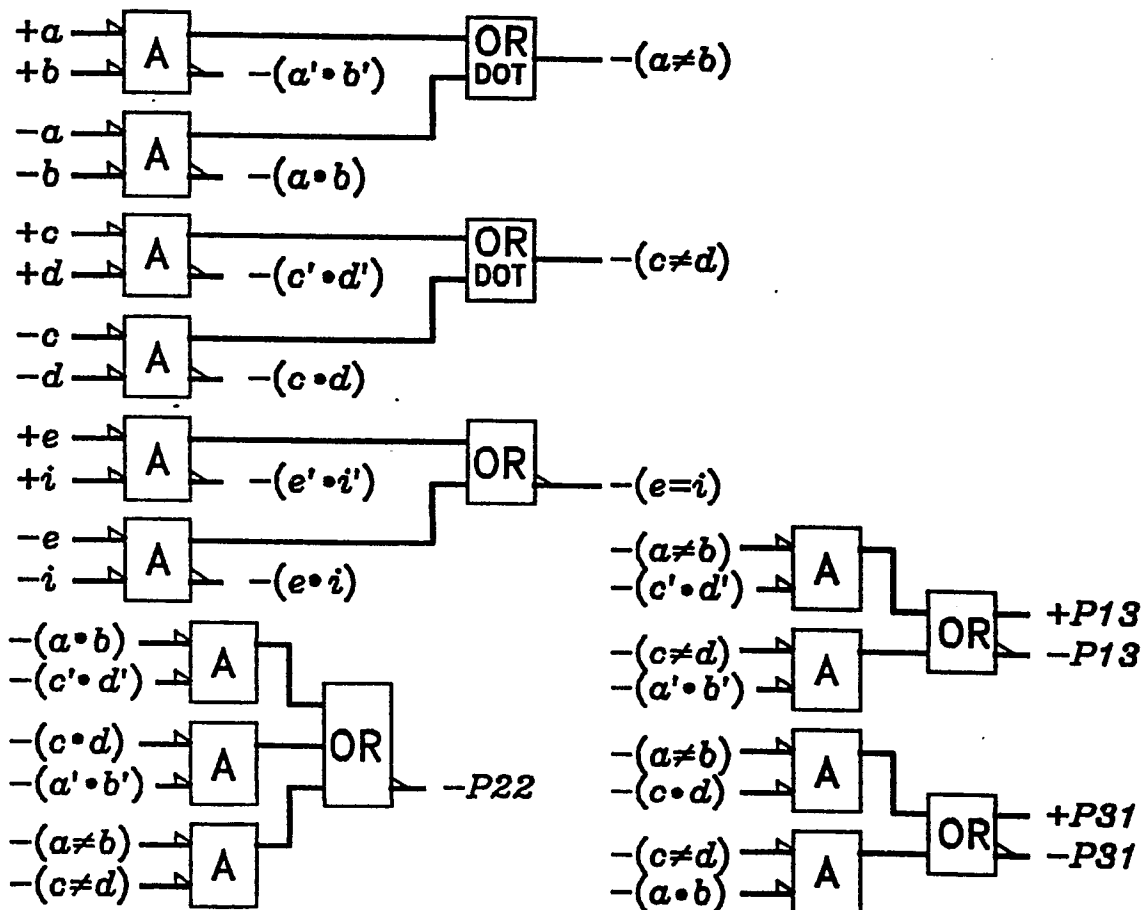 +a
+b
A
-(a'•b')
OR
DOT
-(a≠b)
-a
-b
A
-(a•b)
+c
+d
A
-(c'•d')
OR
DOT
-(c≠d)
-c
-d
A
-(c•d)
+e
+i
A
-(e'•i')
OR
-(e=i)
-e
-i
A
-(e•i)
-(a•b)
-(c'•d')
A
-(c•d)
-(a'•b')
A
OR
-P22
-(a≠b)
-(c≠d)
A
-(a≠b)
-(c'•d')
A
OR
+P13
-P13
-(c≠d)
-(a'•b')
A
-(a≠b)
-(c•d)
A
OR
+P31
-P31
-(c≠d)
-(a•b)
A